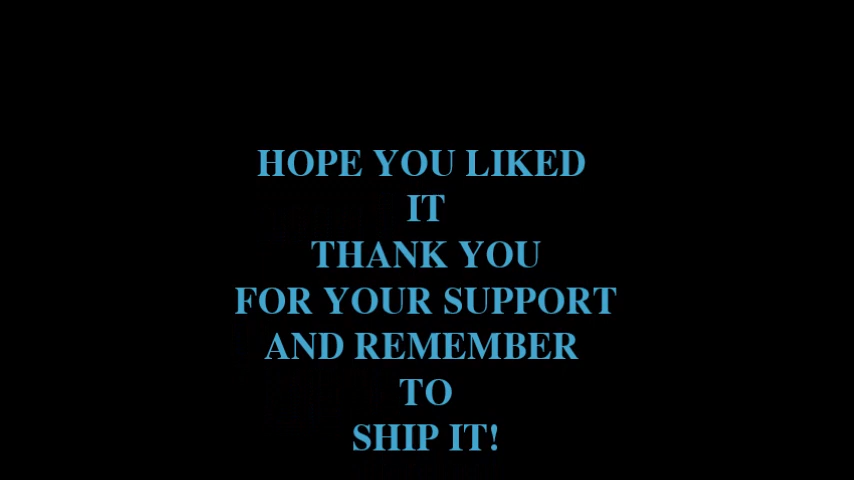 HOPE YOU LIKED
IT
THANK YOU
FOR YOUR SUPPORT
AND REMEMBER
TO
SHIP IT!